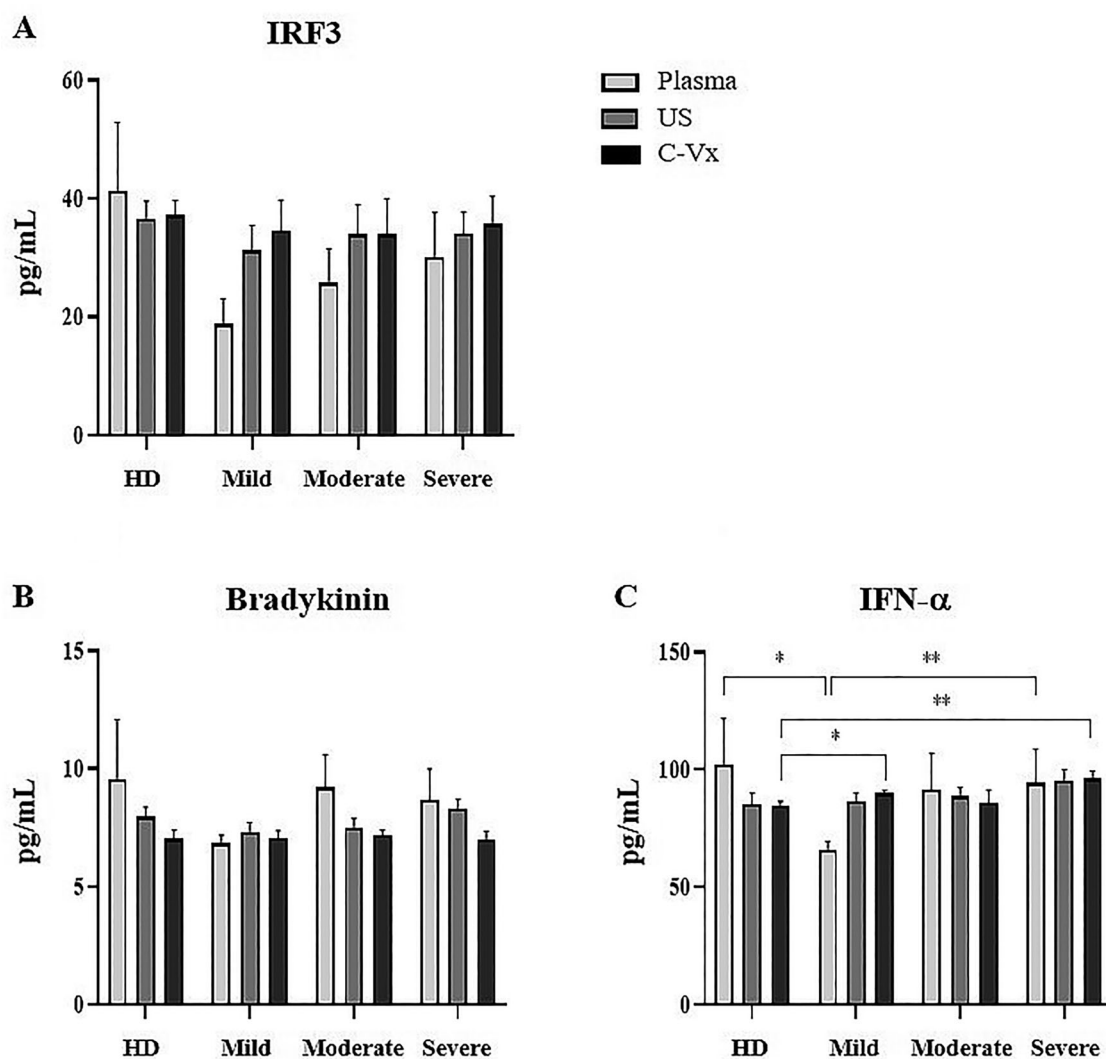 A
IRF3
60
40
20
0
pg/mL
HD Mild Moderate Severe
Plasma
US
C-Vx
B
Bradykinin
15
10
5
0
pg/mL
HD Mild Moderate Severe
C
IFN-α
150
100
50
0
pg/mL
* **
**
*
HD Mild Moderate Severe